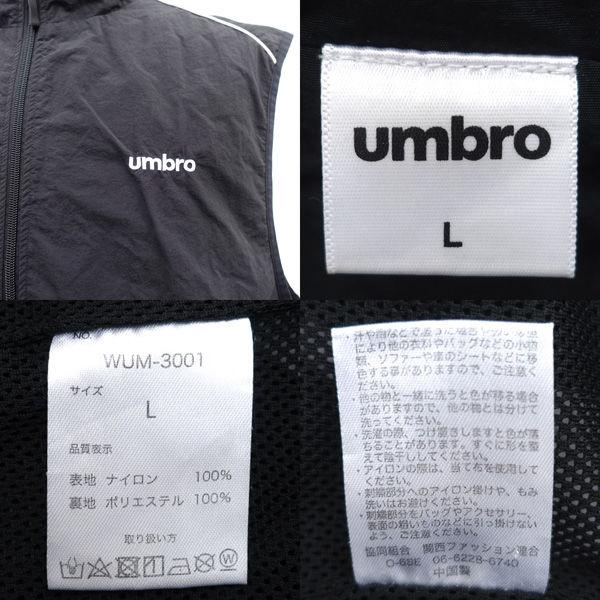 umbro
umbro
L
NO.
WUM-3001
サイズ
L
品質表示
表地 ナイロン 100%
裏地 ポリエステル 100%
取り扱い方
により他の衣料やバッグなどの小物
類、ソファーや車のシートなどに移
色する事がありますので、ご注意く
ださい。
・他の物と一緒に洗うと色が移る場合
がありますので、他の物とは分けて
洗ってください。
・洗濯の際、つけ置きしますと色が落
ちることがあります。すぐに形を整
えて陰干ししてください。
・アイロンの際は、当て布を使用して
ください。
・刺繍部分へのアイロン掛けや、もみ
洗いはお避けください。
・刺繍部分をバッグやアクセサリー、
表面の粗いものなどに引っ掛けない
よう、ご注意ください。
協同組合 関西ファッション連合
O-6SE 06-6228-6740
中国製